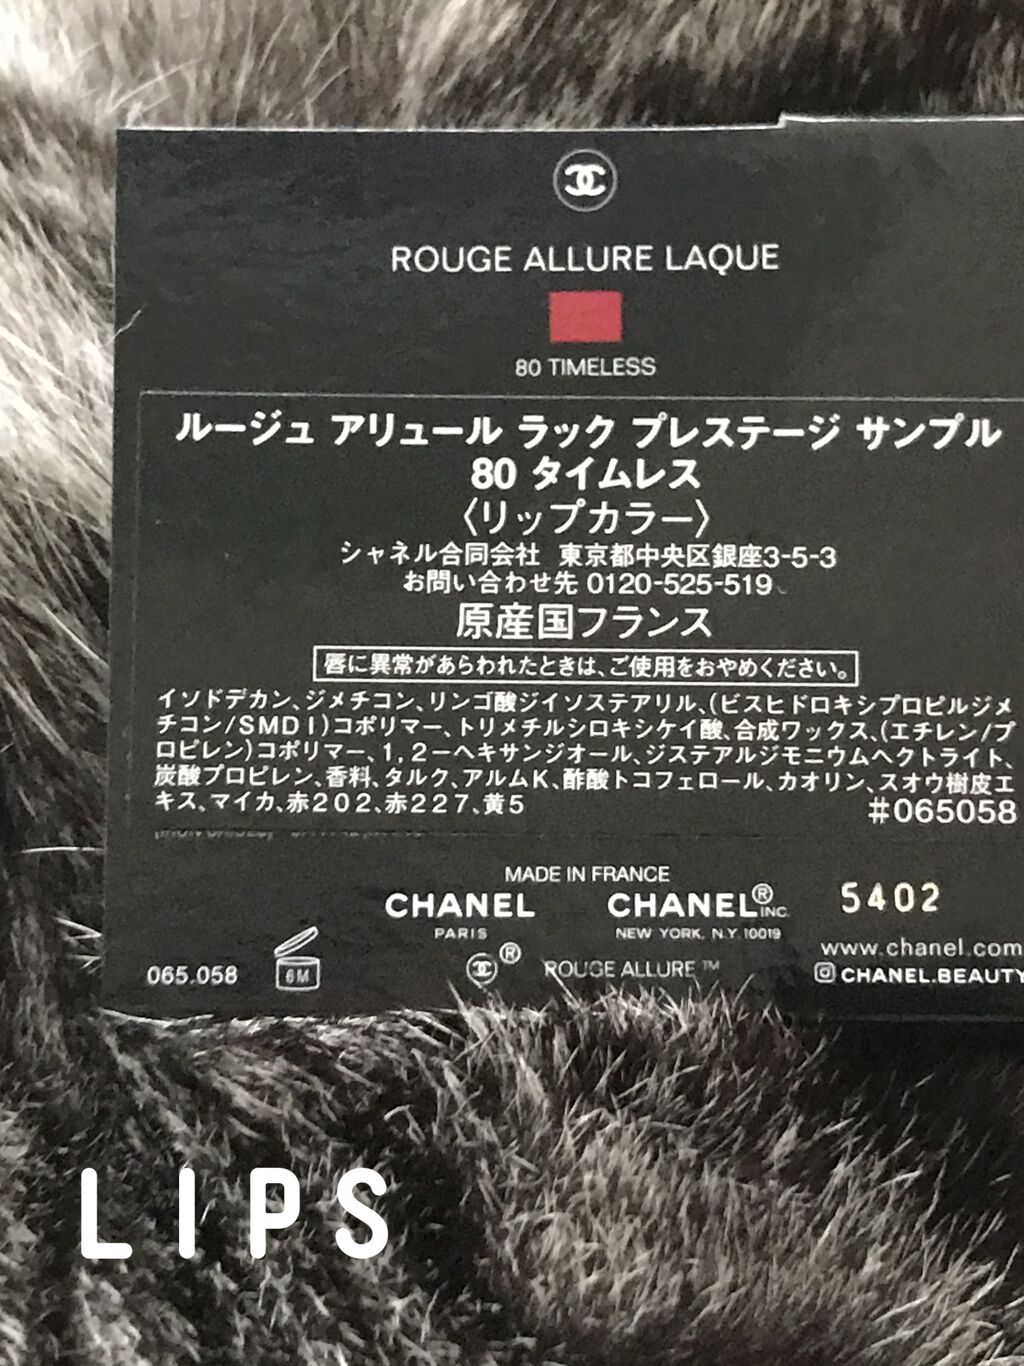 ROUGE ALLURE LAQUE
80 TIMELESS
ルージュ アリュール ラック プレステージ サンプル
80 タイムレス
〈リップカラー〉
シャネル合同会社 東京都中央区銀座3-5-3
お問い合わせ先 0120-525-519
原産国フランス
唇に異常があらわれたときは、ご使用をおやめください。
イソドデカン、ジメチコン、リンゴ酸ジイソステアリル、(ビスヒドロキシプロピルジメ
チコン/SMDI)コポリマー、トリメチルシロキシケイ酸、合成ワックス、(エチレン/プ
ロピレン)コポリマー、1,2-ヘキサンジオール、ジステアルジモニウムヘクトライト、
炭酸プロピレン、香料、タルク、アルムK、酢酸トコフェロール、カオリン、スオウ樹皮エ
キス、マイカ、赤202、赤227、黄5 #065058
MADE IN FRANCE
CHANEL CHANEL® INC. 5402
PARIS NEW YORK, N.Y. 10019
www.chanel.com
065.058 6M ® ROUGE ALLURE™ CHANEL.BEAUTY
LIPS